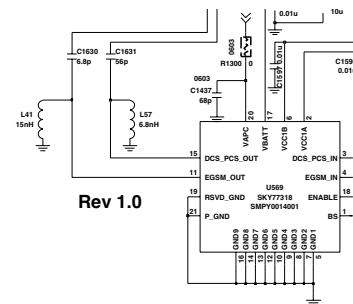 0.01u
10u
C1630
6.8p
C1631
56p
0603
R1300 0
C1597 0.01u
C159
0.01u
0603
C1437
68p
L41
15nH
L57
6.8nH
20
17
6
2
VAPC
VBATT
VCC1B
VCC1A
15
DCS_PCS_OUT
DCS_PCS_IN
3
11
EGSM_OUT
EGSM_IN
4
U569
SKY77318
SMPY0014001
19
RSVD_GND
ENABLE
18
21
P_GND
BS
1
Rev 1.0
GND9
GND8
GND7
GND6
GND5
GND4
GND3
GND2
GND1
16
14
13
12
10
9
8
7
5